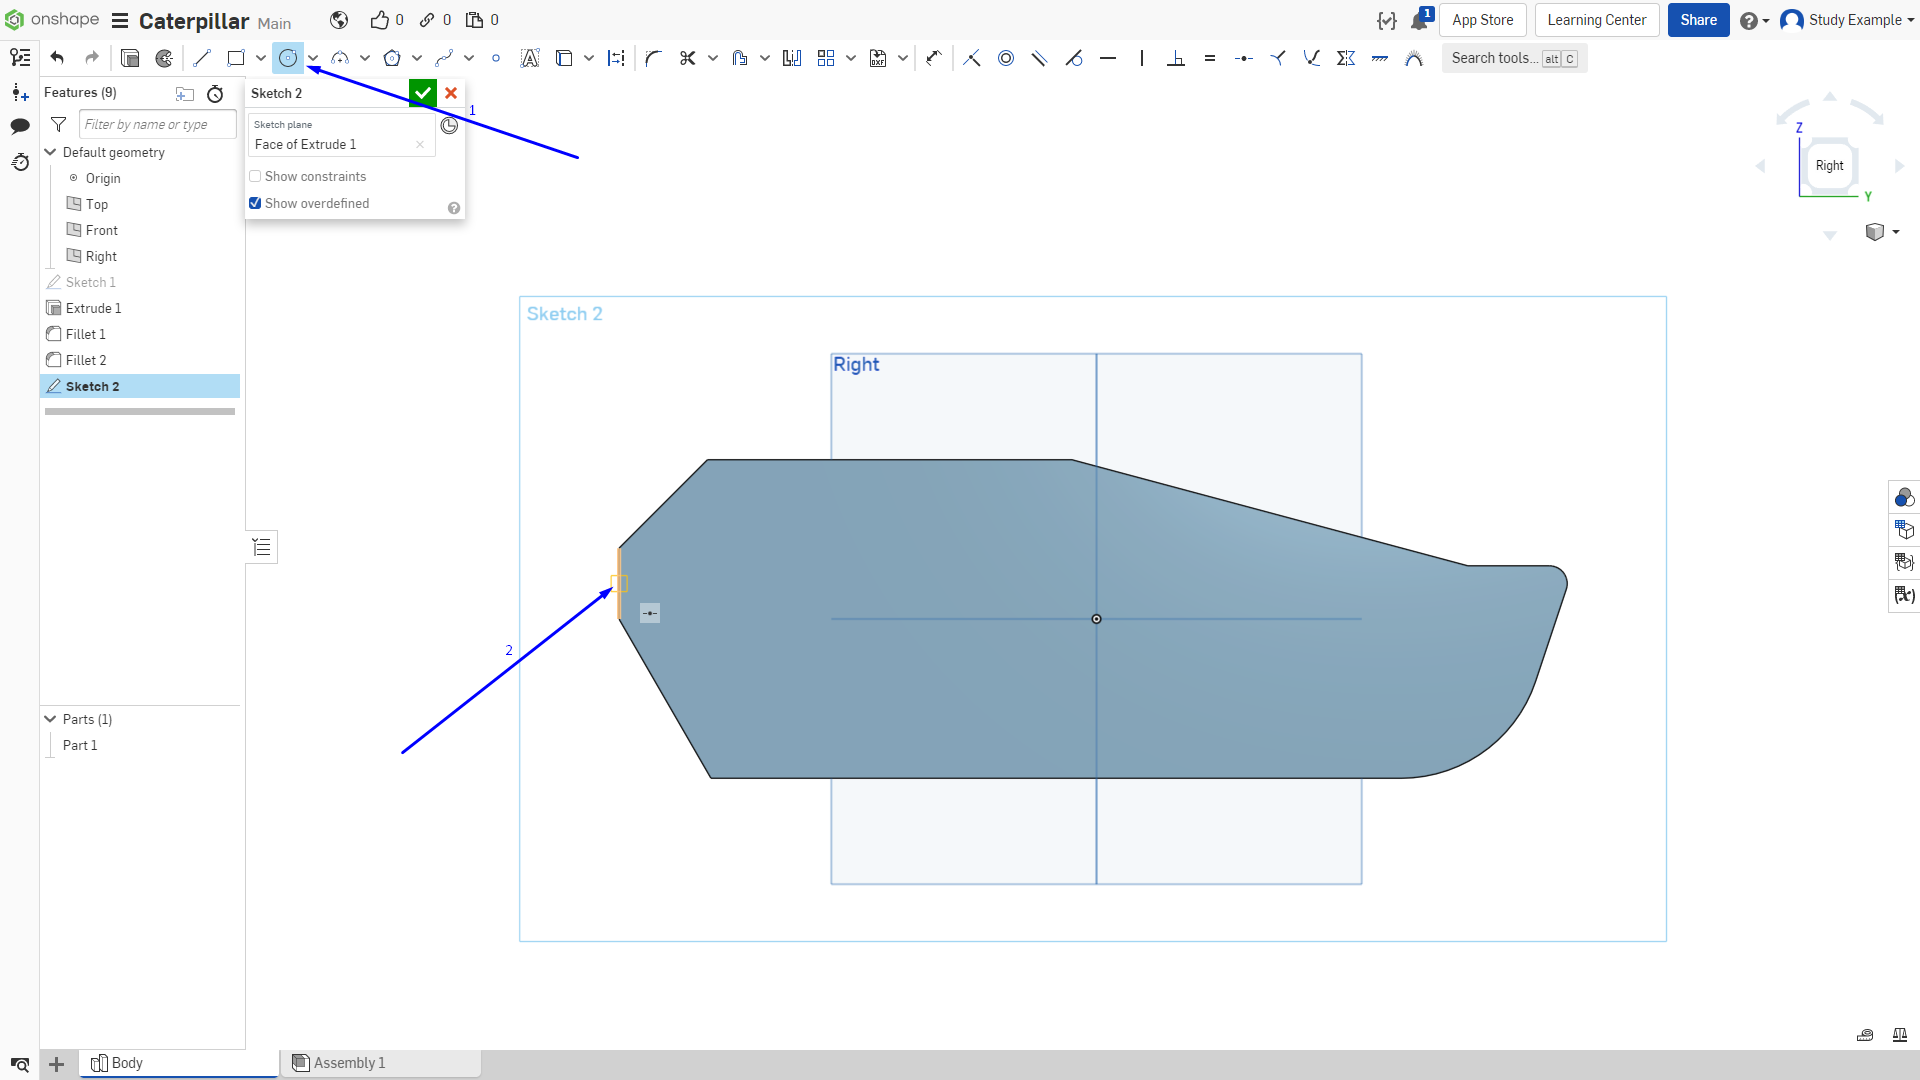 onshape
Caterpillar Main
0
0
0
1
App Store
Learning Center
Share
Study Example
Search tools... alt C
Features (9)
Filter by name or type
Default geometry
Origin
Top
Front
Right
Sketch 1
Extrude 1
Fillet 1
Fillet 2
Sketch 2
Parts (1)
Part 1
Sketch 2
Sketch plane
Face of Extrude 1
Show constraints
Show overdefined
1
2
Sketch 2
Right
Z
Right
Y
Body
Assembly 1